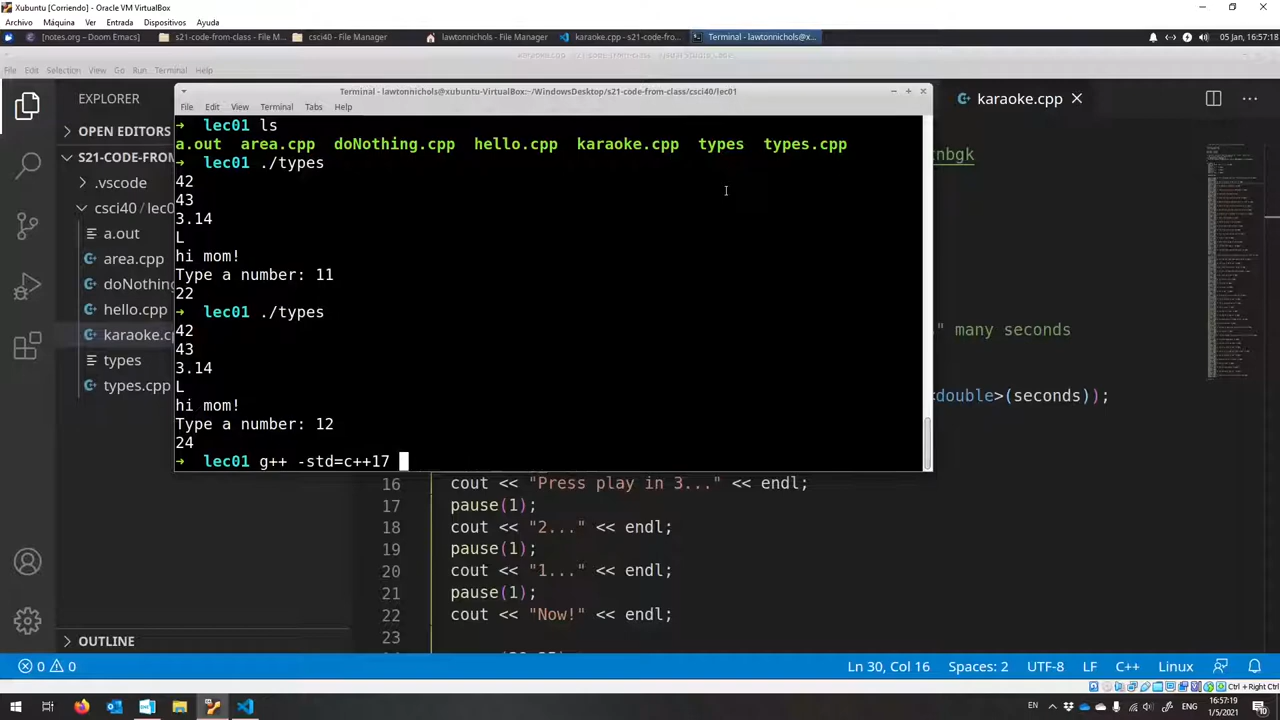 Xubuntu [Corriendo] - Oracle VM VirtualBox
Archivo Máquina Ver Entrada Dispositivos Ayuda
[notes.org – Doom Emacs]
s21-code-from-class - File M...
csci40 - File Manager
lawtonnichols - File Manager
karaoke.cpp - s21-code-fro...
Terminal - lawtonnichols@x...
05 Jan, 16:57:18
File Edit Selection View Go Run Terminal Help
Terminal - lawtonnichols@xubuntu-VirtualBox:~/WindowsDesktop/s21-code-from-class/csci40/lec01
File Edit View Terminal Tabs Help
EXPLORER
OPEN EDITORS
S21-CODE-FROM
.vscode
csci40 / lec0
a.out
area.cpp
doNothing
hello.cpp
karaoke.c
types
types.cpp
OUTLINE
→ lec01 ls
a.out area.cpp doNothing.cpp hello.cpp karaoke.cpp types types.cpp
→ lec01 ./types
42
43
3.14
L
hi mom!
Type a number: 11
22
→ lec01 ./types
42
43
3.14
L
hi mom!
Type a number: 12
24
→ lec01 g++ -std=c++17
karaoke.cpp
nbgk
" many seconds
double>(seconds));
16 cout << "Press play in 3..." << endl;
17 pause(1);
18 cout << "2..." << endl;
19 pause(1);
20 cout << "1..." << endl;
21 pause(1);
22 cout << "Now!" << endl;
23
0 0
Ln 30, Col 16 Spaces: 2 UTF-8 LF C++ Linux
Ctrl + Right Ctrl
EN
ENG
16:57:19
1/5/2021